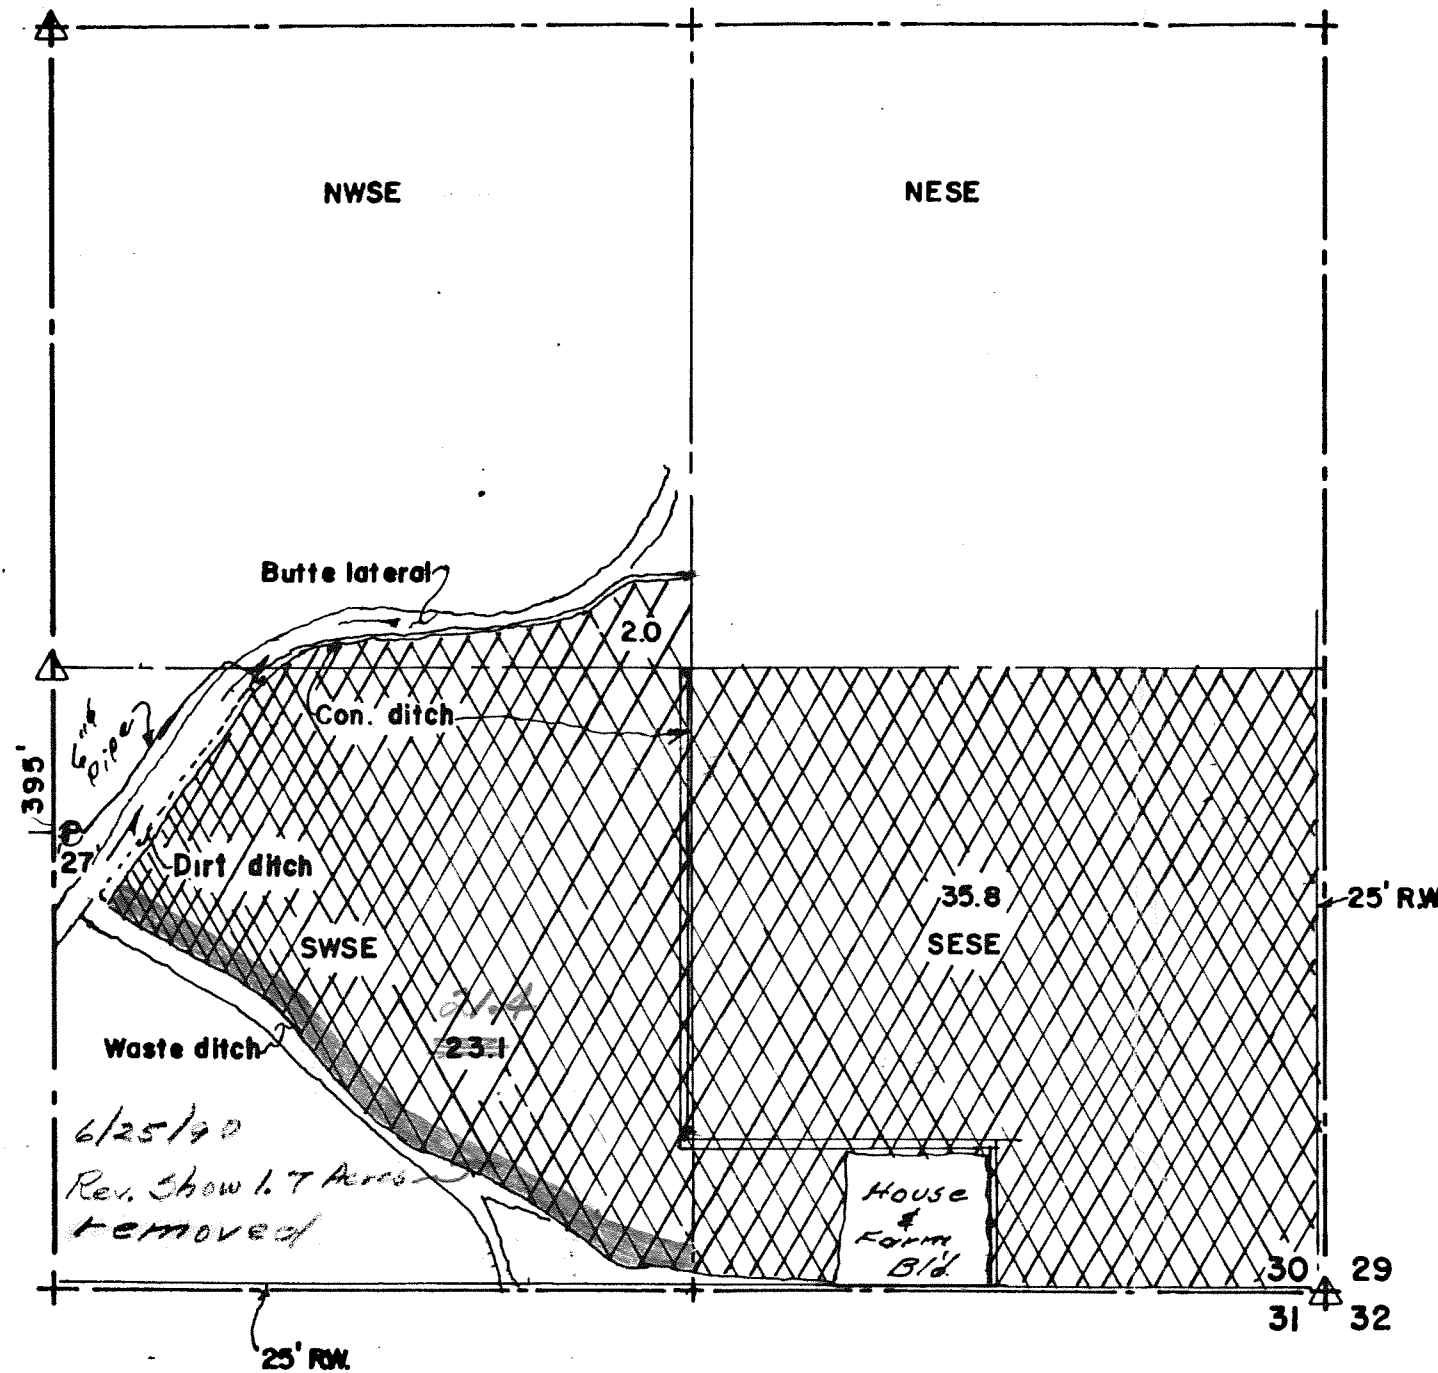 NWSE
NESE
Butte lateral
2.0
6"
pipe
Con. ditch
395'
P
27'
Dirt ditch
35.8
25' R.W.
SWSE
SESE
21.4
23.1
Waste ditch
6/25/90
Rev. Show 1.7 Acres
removed
House
&
Farm
Bl'd.
30 29
31 32
25' R.W.